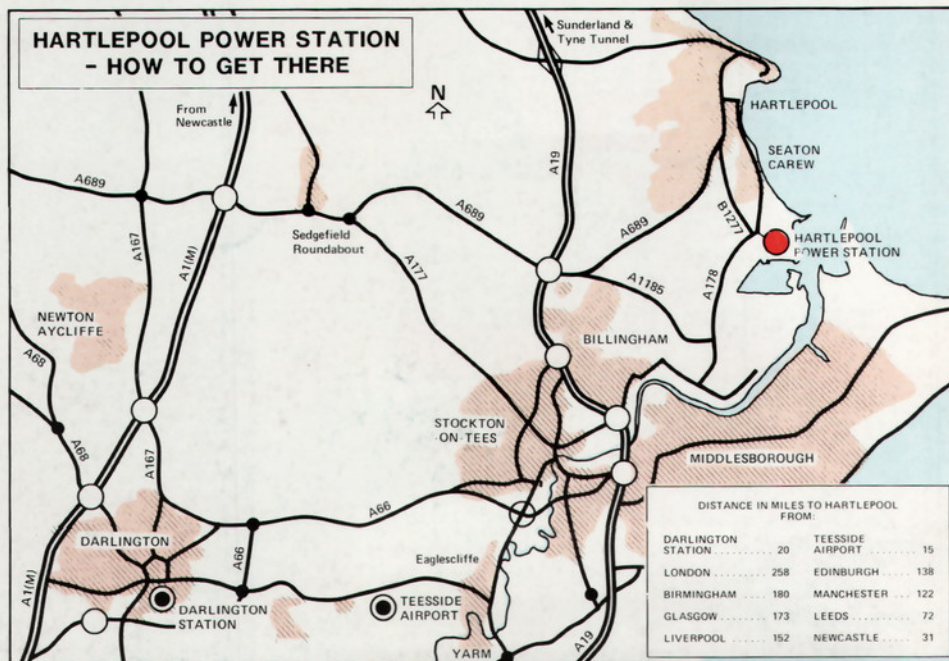 HARTLEPOOL POWER STATION
– HOW TO GET THERE
Sunderland &
Tyne Tunnel
From
Newcastle
N
HARTLEPOOL
SEATON
CAREW
A19
A689
A689
A689
B1277
A167
A1(M)
Sedgefield
Roundabout
HARTLEPOOL
POWER STATION
A177
A1185
A178
NEWTON
AYCLIFFE
BILLINGHAM
A68
STOCKTON
-ON-TEES
A68
A167
MIDDLESBOROUGH
A66
DARLINGTON
A66
Eaglescliffe
A1(M)
DARLINGTON
STATION
TEESSIDE
AIRPORT
YARM
A19
DISTANCE IN MILES TO HARTLEPOOL
FROM:
DARLINGTON
STATION ........ 20
TEESSIDE
AIRPORT ........ 15
LONDON ........ 258
EDINBURGH ..... 138
BIRMINGHAM ... 180
MANCHESTER ... 122
GLASGOW ....... 173
LEEDS ........... 72
LIVERPOOL ..... 152
NEWCASTLE ..... 31